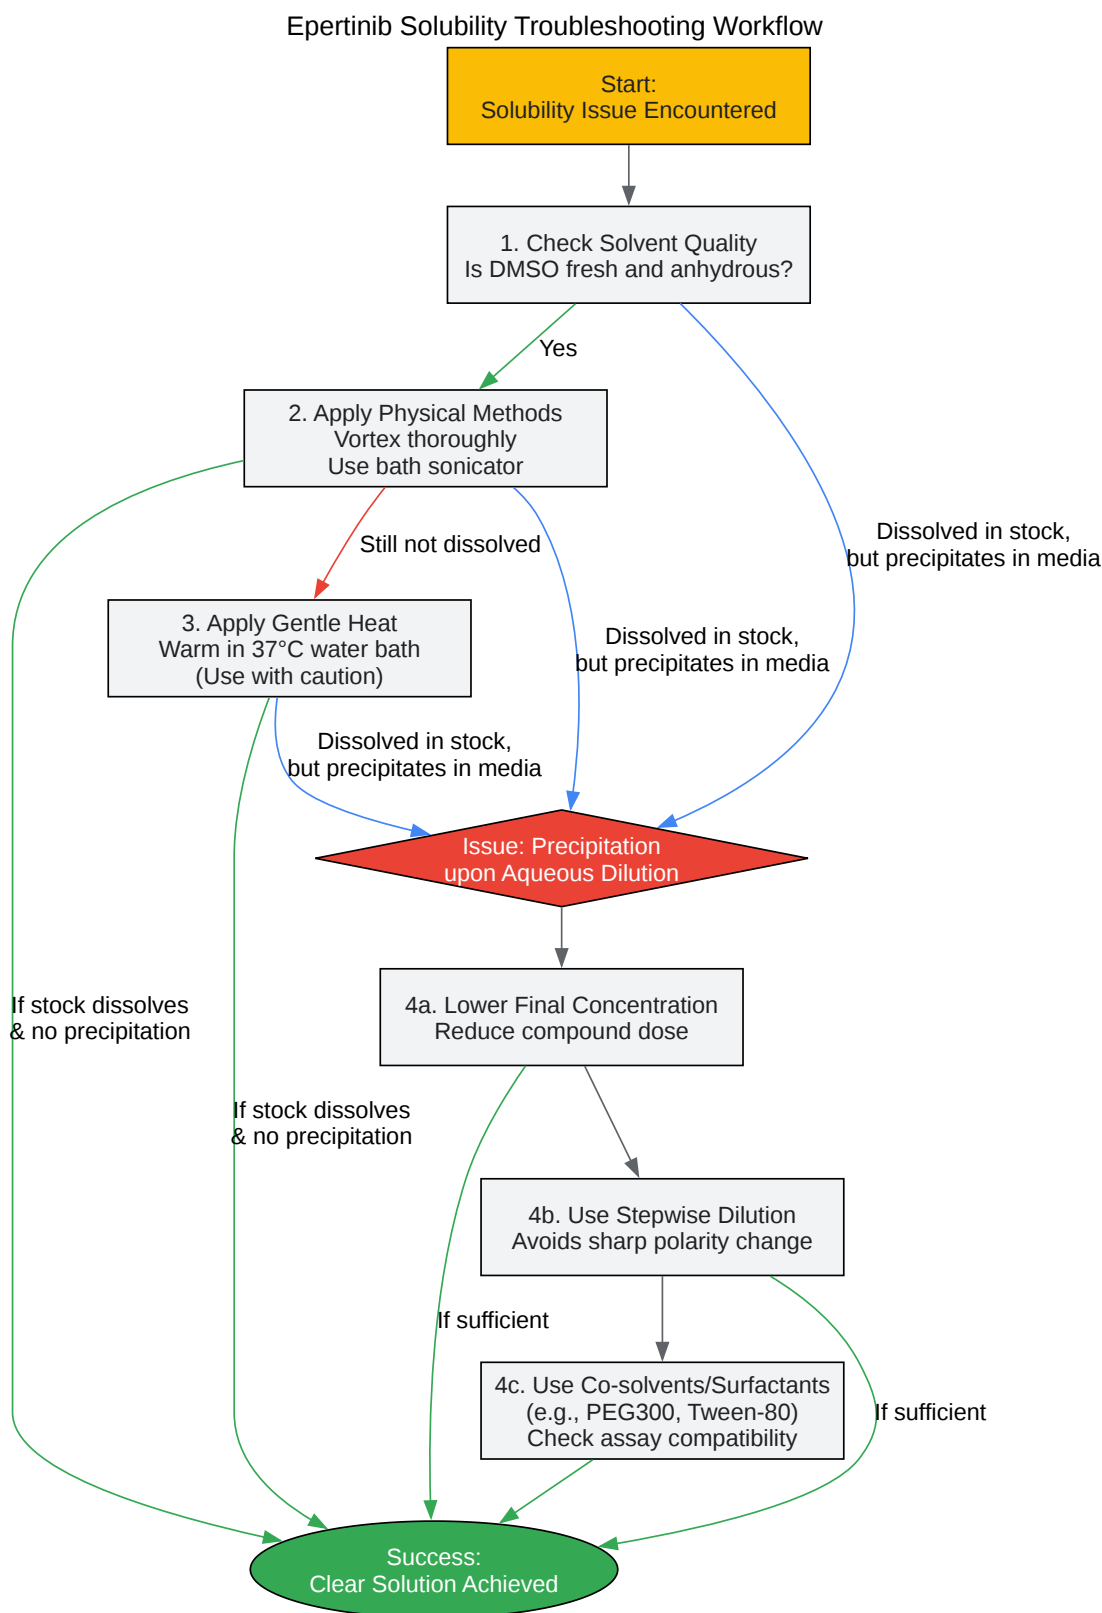 Epertinib Solubility Troubleshooting Workflow
Start:
Solubility Issue Encountered
1. Check Solvent Quality
Is DMSO fresh and anhydrous?
Yes
2. Apply Physical Methods
Vortex thoroughly
Use bath sonicator
Dissolved in stock,
but precipitates in media
Still not dissolved
3. Apply Gentle Heat
Warm in 37°C water bath
(Use with caution)
Dissolved in stock,
but precipitates in media
Dissolved in stock,
but precipitates in media
Issue: Precipitation
upon Aqueous Dilution
If stock dissolves
& no precipitation
4a. Lower Final Concentration
Reduce compound dose
If stock dissolves
& no precipitation
4b. Use Stepwise Dilution
Avoids sharp polarity change
If sufficient
4c. Use Co-solvents/Surfactants
(e.g., PEG300, Tween-80)
Check assay compatibility
If sufficient
Success:
Clear Solution Achieved